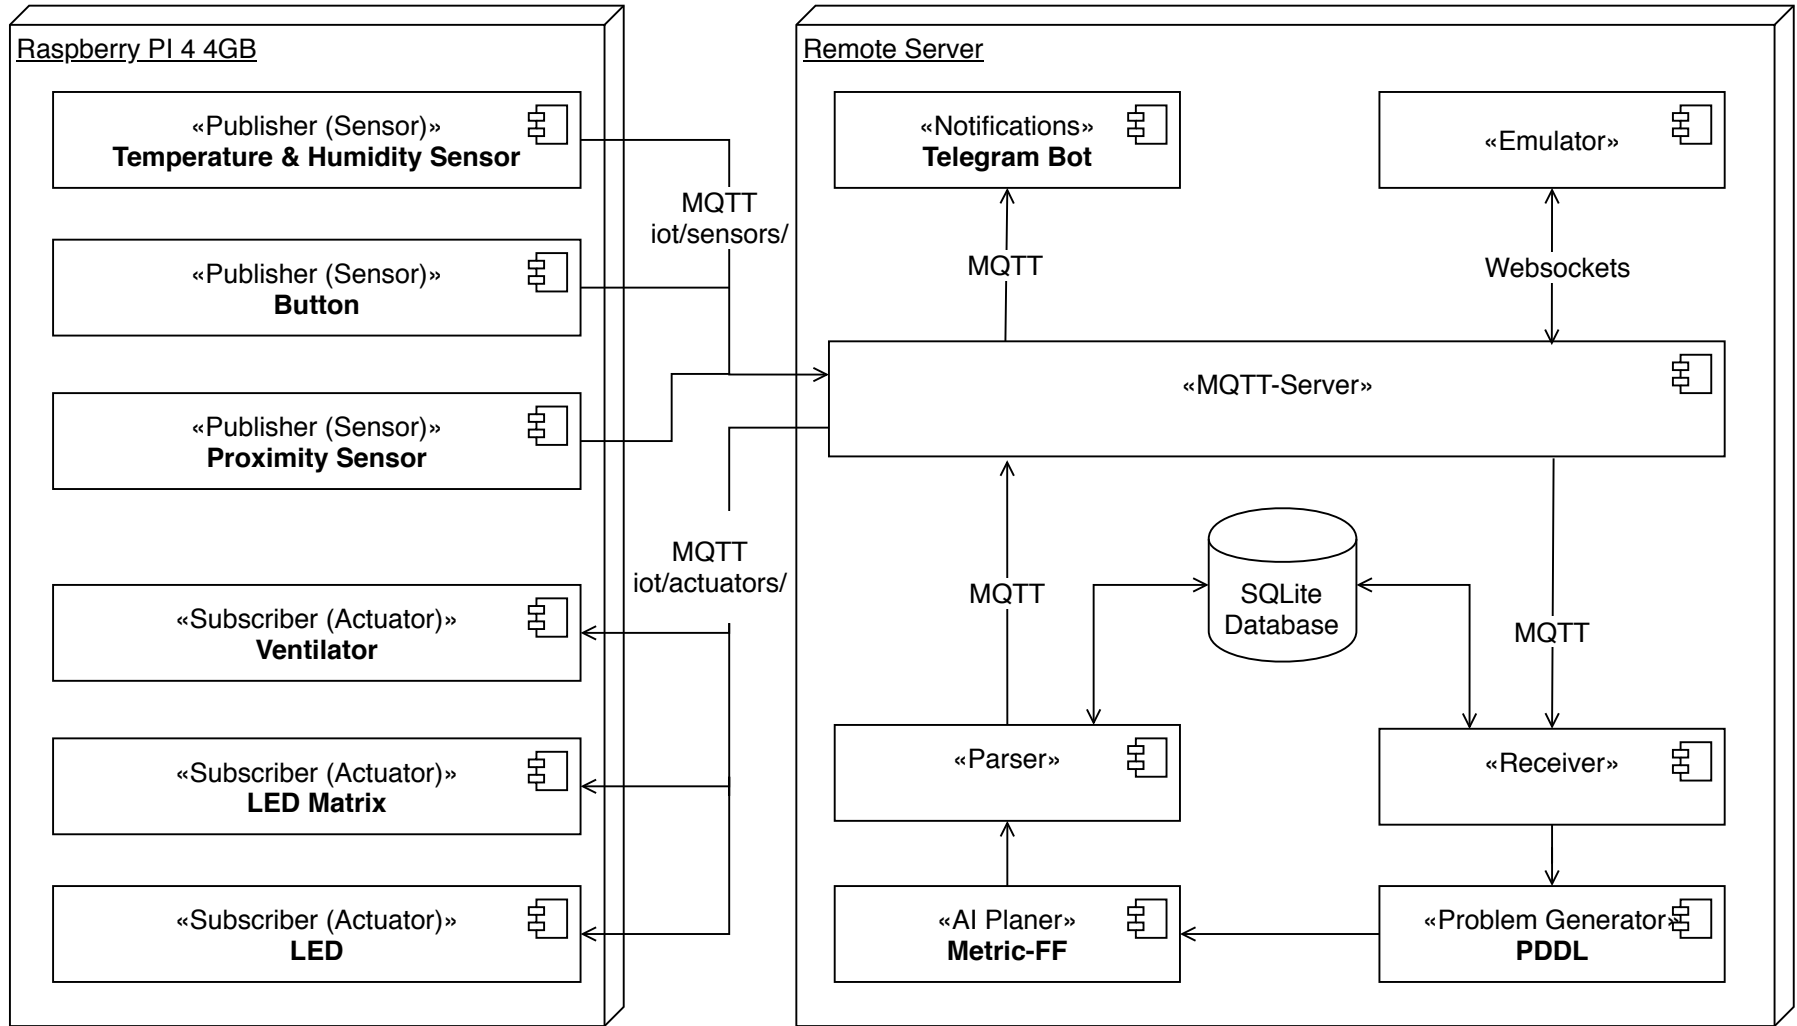 Raspberry PI 4 4GB
«Publisher (Sensor)»
Temperature & Humidity Sensor
«Publisher (Sensor)»
Button
«Publisher (Sensor)»
Proximity Sensor
«Subscriber (Actuator)»
Ventilator
«Subscriber (Actuator)»
LED Matrix
«Subscriber (Actuator)»
LED
MQTT
iot/sensors/
MQTT
iot/actuators/
Remote Server
«Notifications»
Telegram Bot
«Emulator»
MQTT
Websockets
«MQTT-Server»
MQTT
SQLite
Database
MQTT
«Parser»
«Receiver»
«AI Planer»
Metric-FF
«Problem Generator»
PDDL